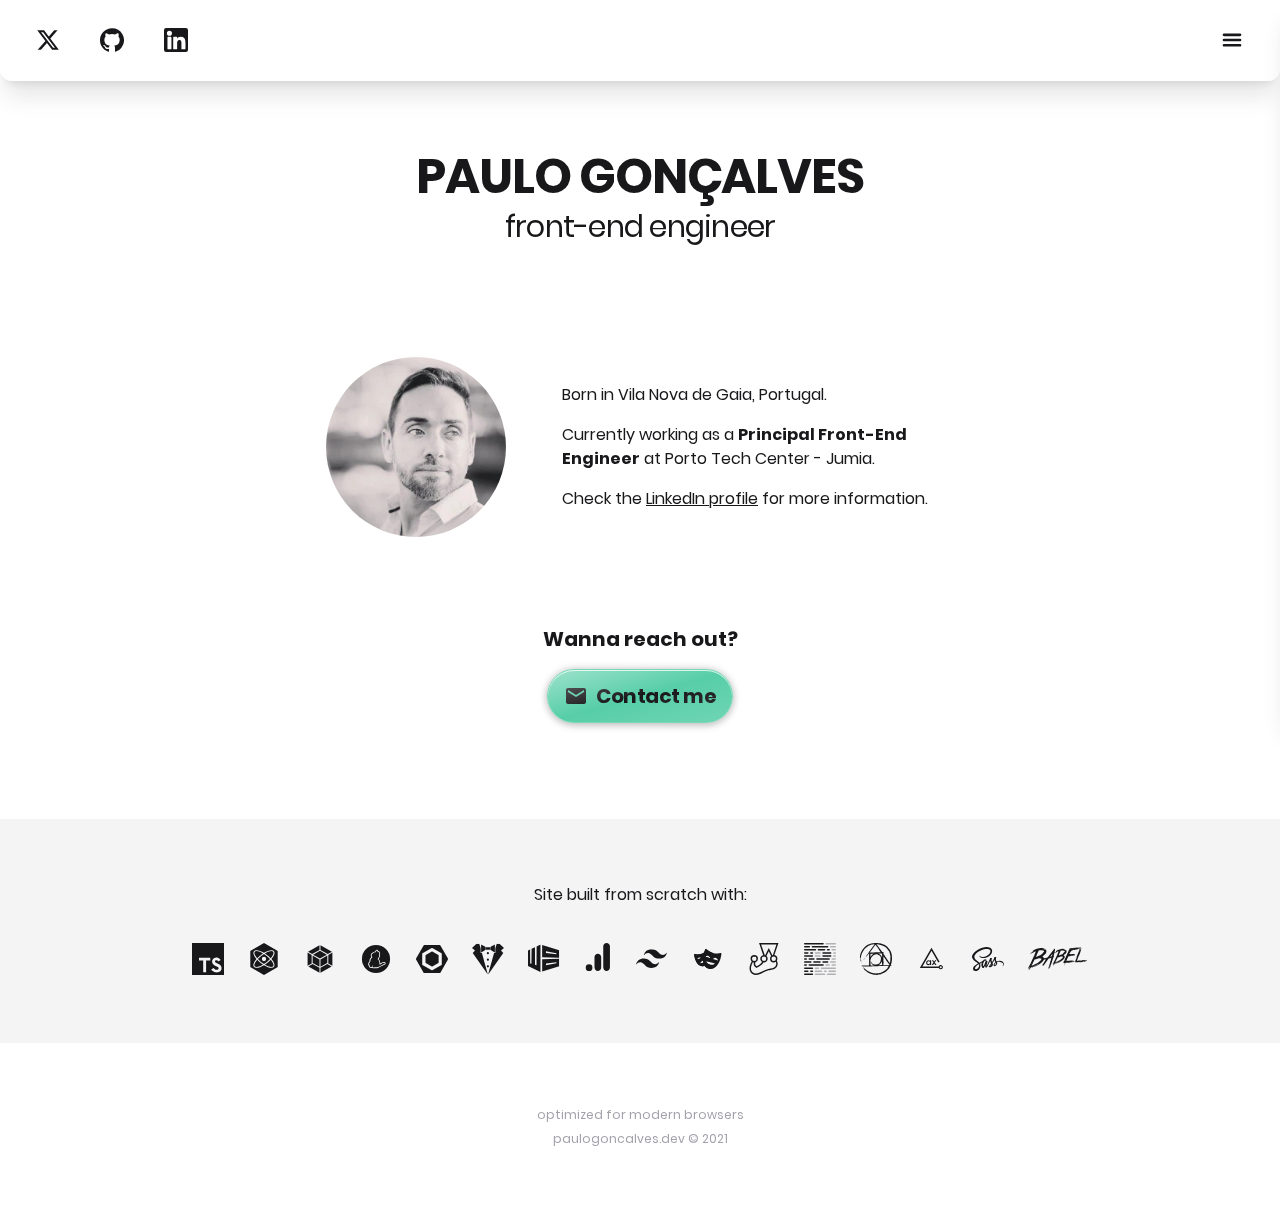 PAULO GONÇALVES
front-end engineer
Born in Vila Nova de Gaia, Portugal.
Currently working as a Principal Front-End
Engineer at Porto Tech Center - Jumia.
Check the LinkedIn profile for more information.
Wanna reach out?
Contact me
Site built from scratch with:
TS
ax
Sass
BABEL
optimized for modern browsers
paulogoncalves.dev © 2021